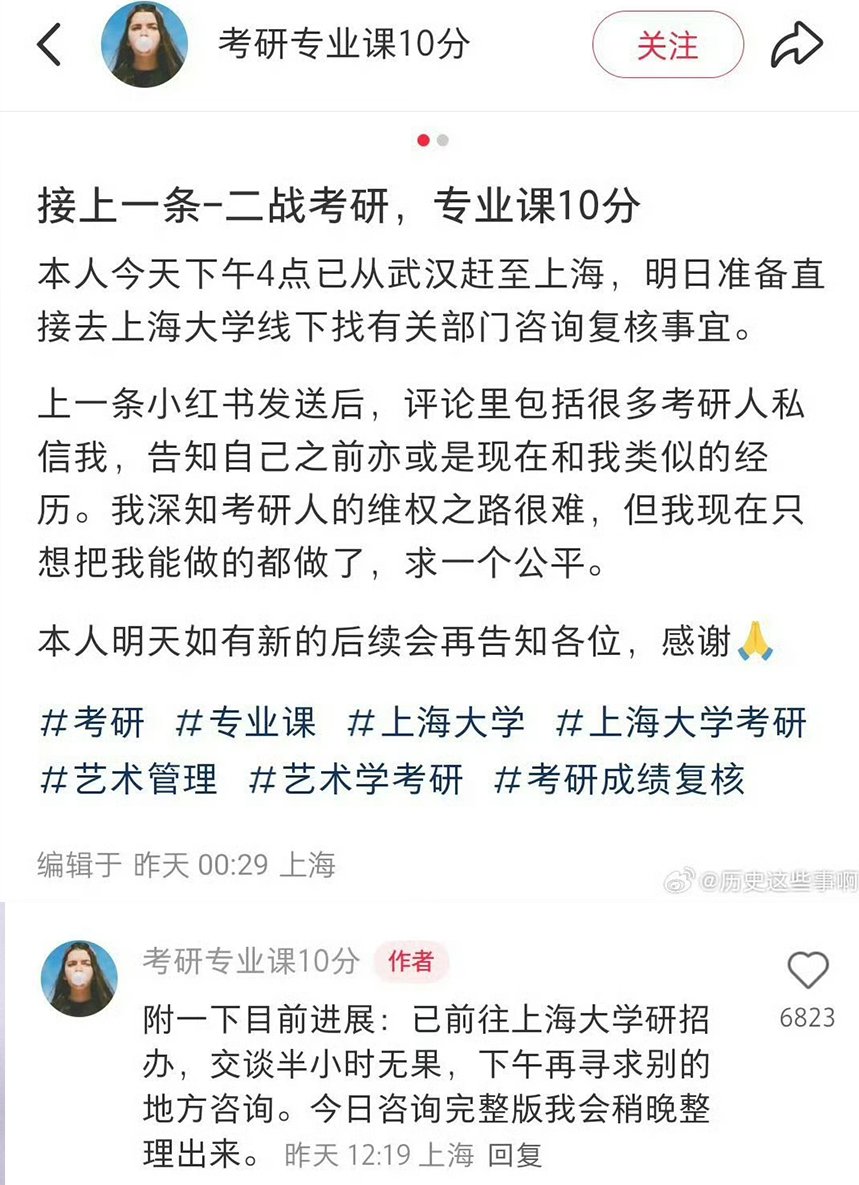 考研专业课10分
关注
接上一条-二战考研，专业课10分
本人今天下午4点已从武汉赶至上海，明日准备直
接去上海大学线下找有关部门咨询复核事宜。
上一条小红书发送后，评论里包括很多考研人私
信我，告知自己之前亦或是现在和我类似的经
历。我深知考研人的维权之路很难，但我现在只
想把我能做的都做了，求一个公平。
本人明天如有新的后续会再告知各位，感谢🙏
#考研 #专业课 #上海大学 #上海大学考研
#艺术管理 #艺术学考研 #考研成绩复核
编辑于 昨天 00:29 上海
@历史这些事啊
考研专业课10分 作者
附一下目前进展：已前往上海大学研招
办，交谈半小时无果，下午再寻求别的
地方咨询。今日咨询完整版我会稍晚整
理出来。 昨天 12:19 上海 回复
6823